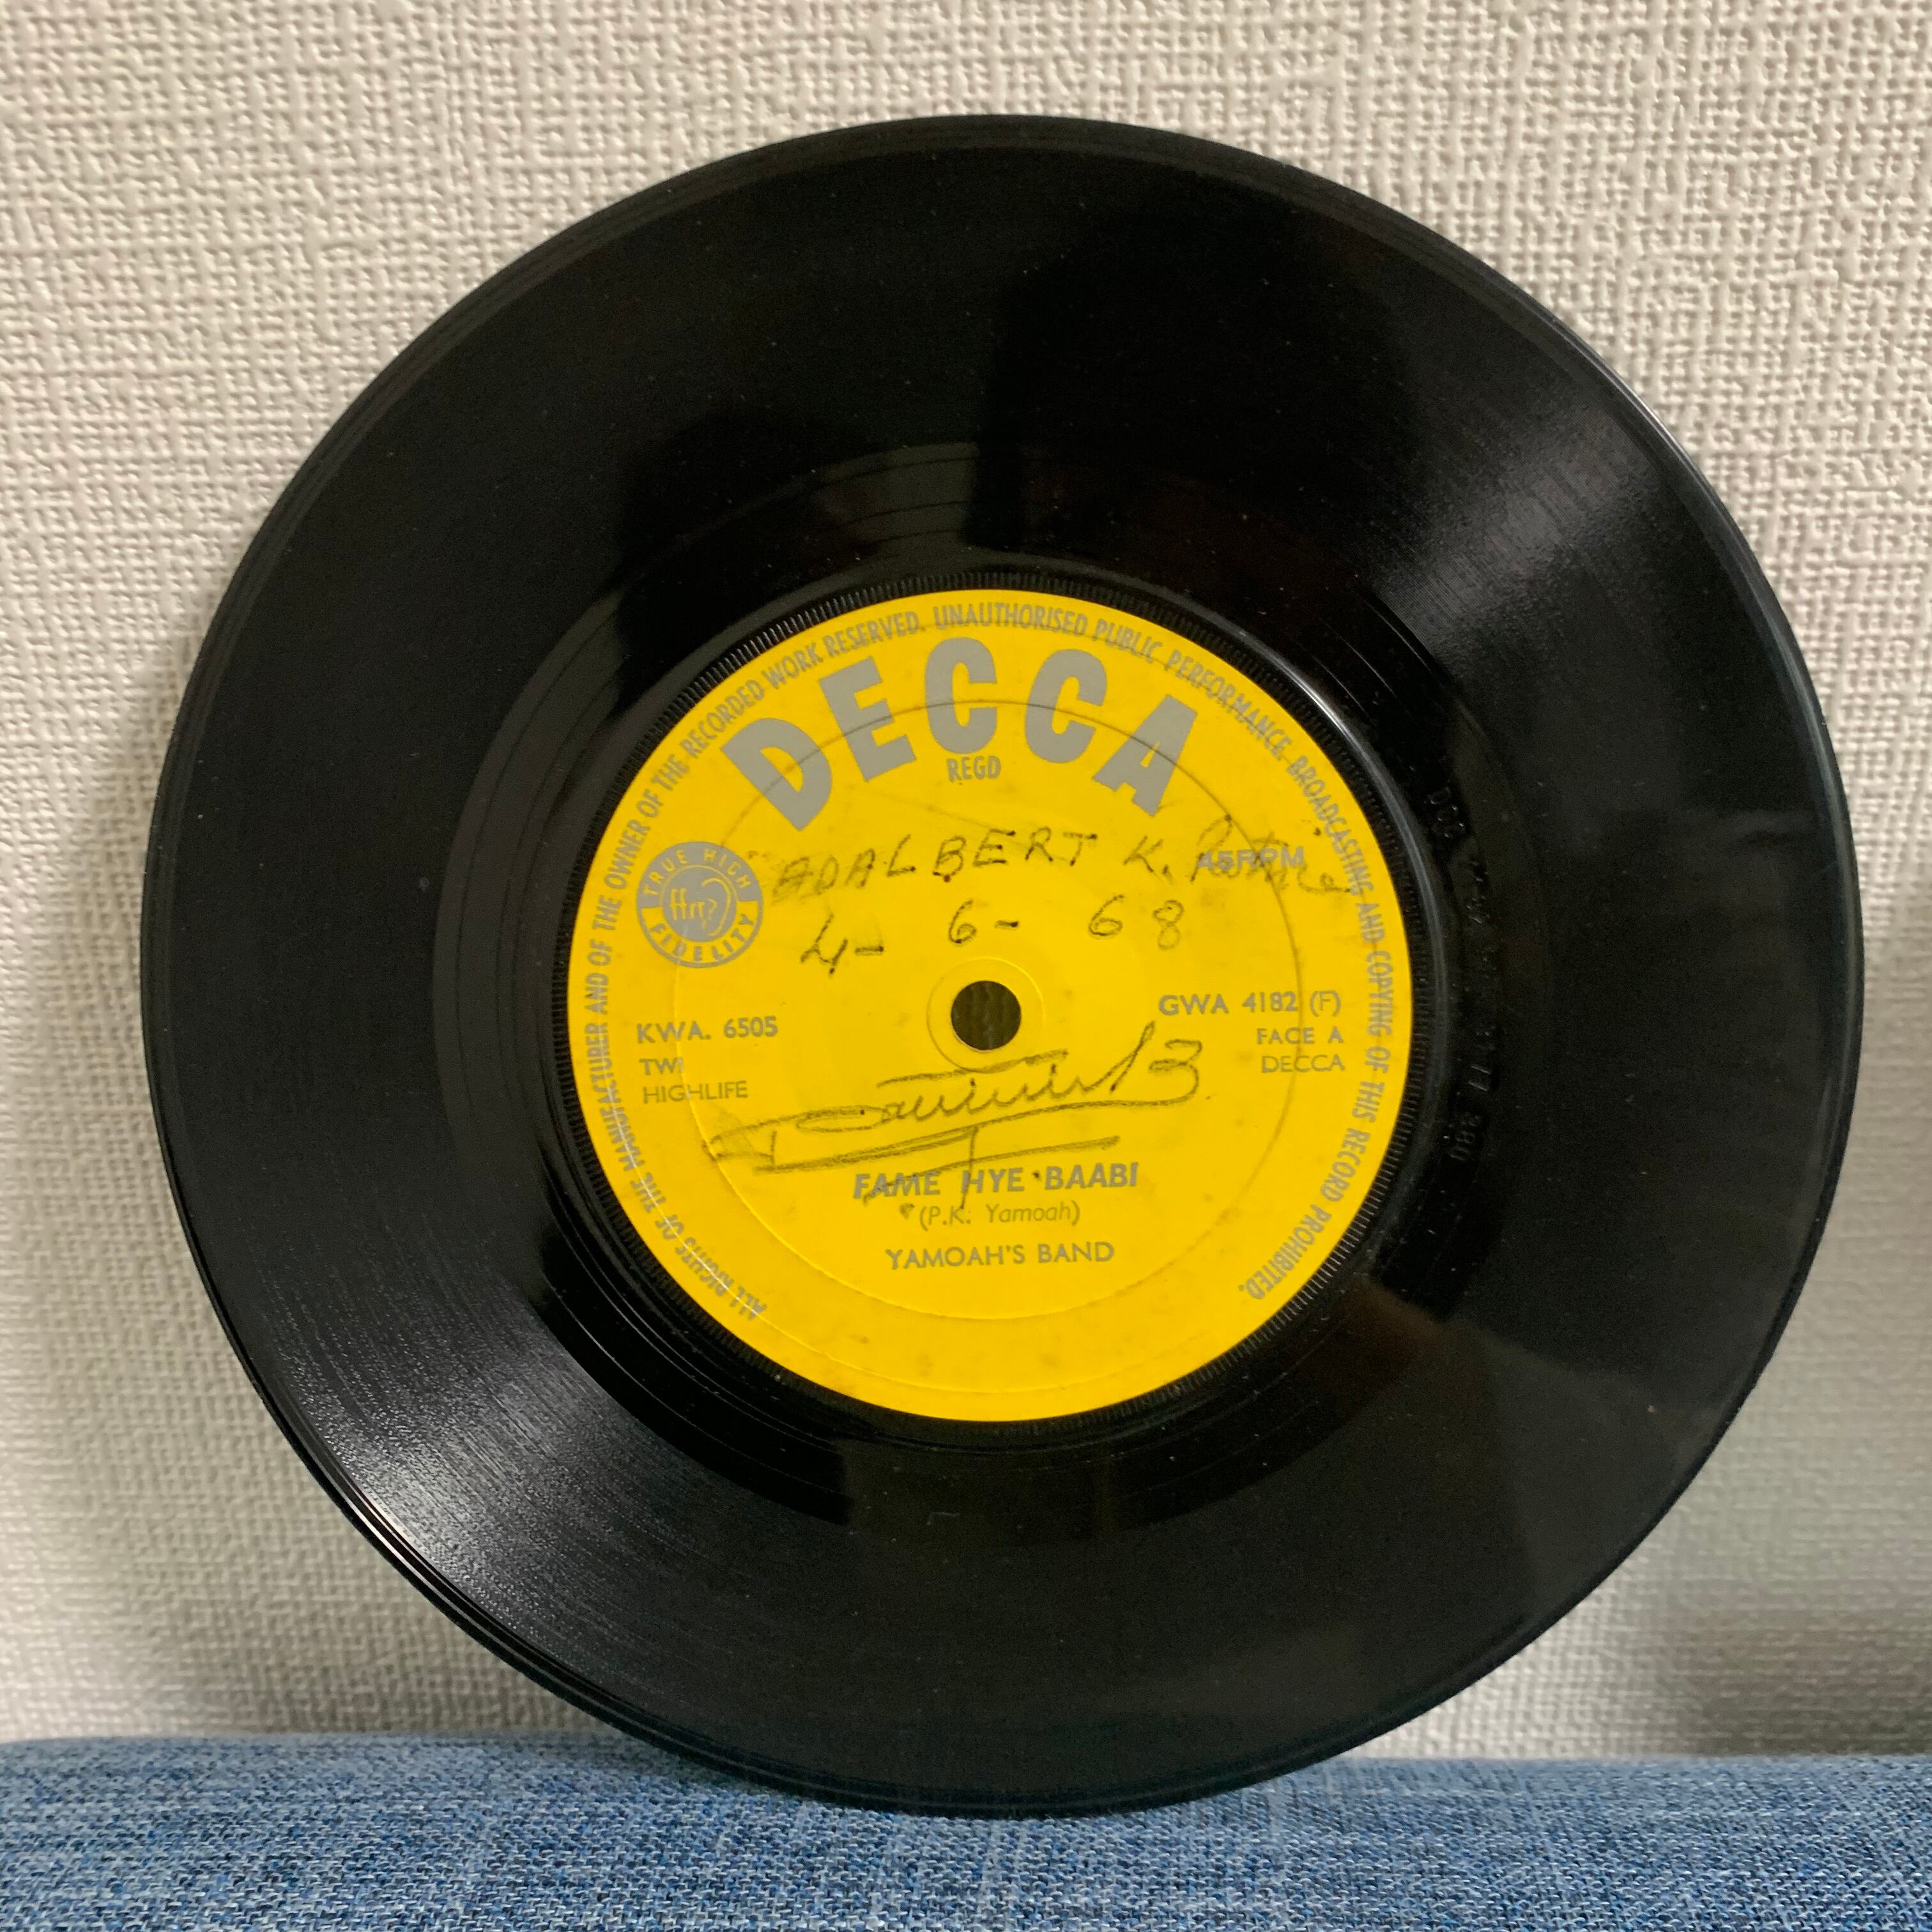 ALL RIGHTS OF THE MANUFACTURER AND OF THE OWNER OF THE RECORDED WORK RESERVED. UNAUTHORISED PUBLIC PERFORMANCE, BROADCASTING AND COPYING OF THIS RECORD PROHIBITED.
DECCA
REGD
TRUE HIGH FIDELITY
ffrr
45RPM
ADALBERT K.
4-6-68
KWA. 6505
TWI
HIGHLIFE
GWA 4182 (F)
FACE A
DECCA
FAME HYE BAABI
(P.K. Yamoah)
YAMOAH'S BAND